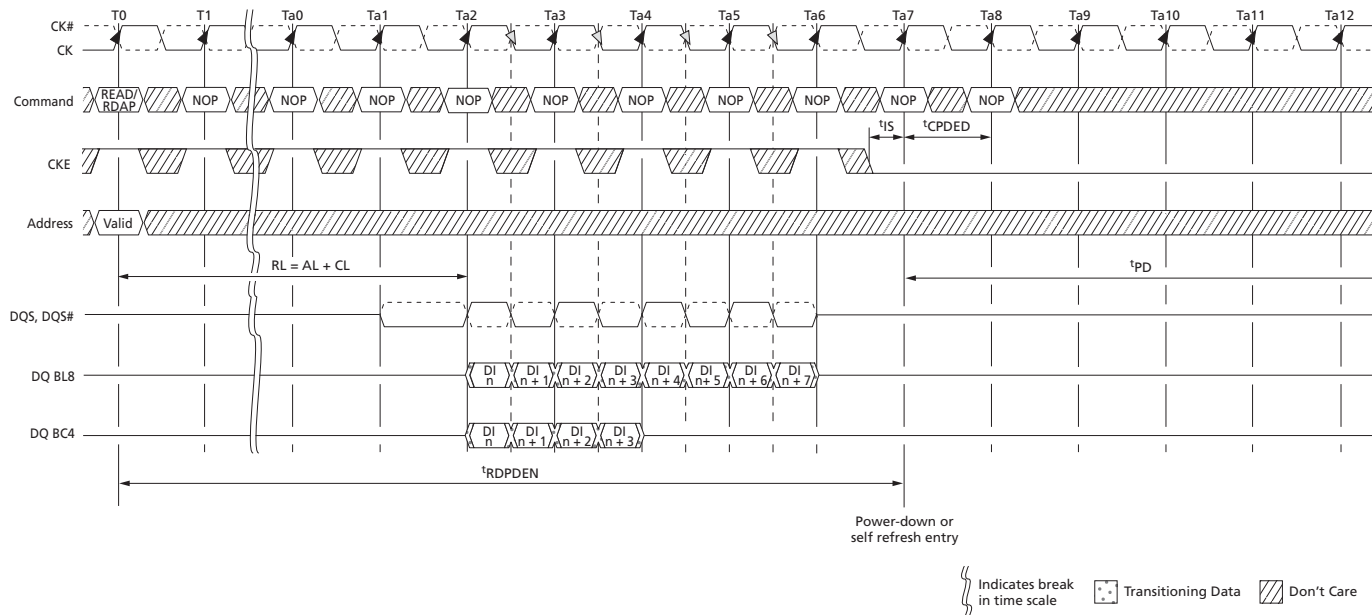 T0 T1 Ta0 Ta1 Ta2 Ta3 Ta4 Ta5 Ta6 Ta7 Ta8 Ta9 Ta10 Ta11 Ta12
CK#
CK
Command
READ/
RDAP
NOP NOP NOP NOP NOP NOP NOP NOP NOP NOP
tIS tCPDED
CKE
Address Valid
RL = AL + CL
tPD
DQS, DQS#
DQ BL8
DI DI DI DI DI DI DI DI
n n + 1 n + 2 n + 3 n + 4 n + 5 n + 6 n + 7
DQ BC4
DI DI DI DI
n n + 1 n + 2 n + 3
tRDPDEN
Power-down or
self refresh entry
Indicates break
in time scale
Transitioning Data
Don't Care